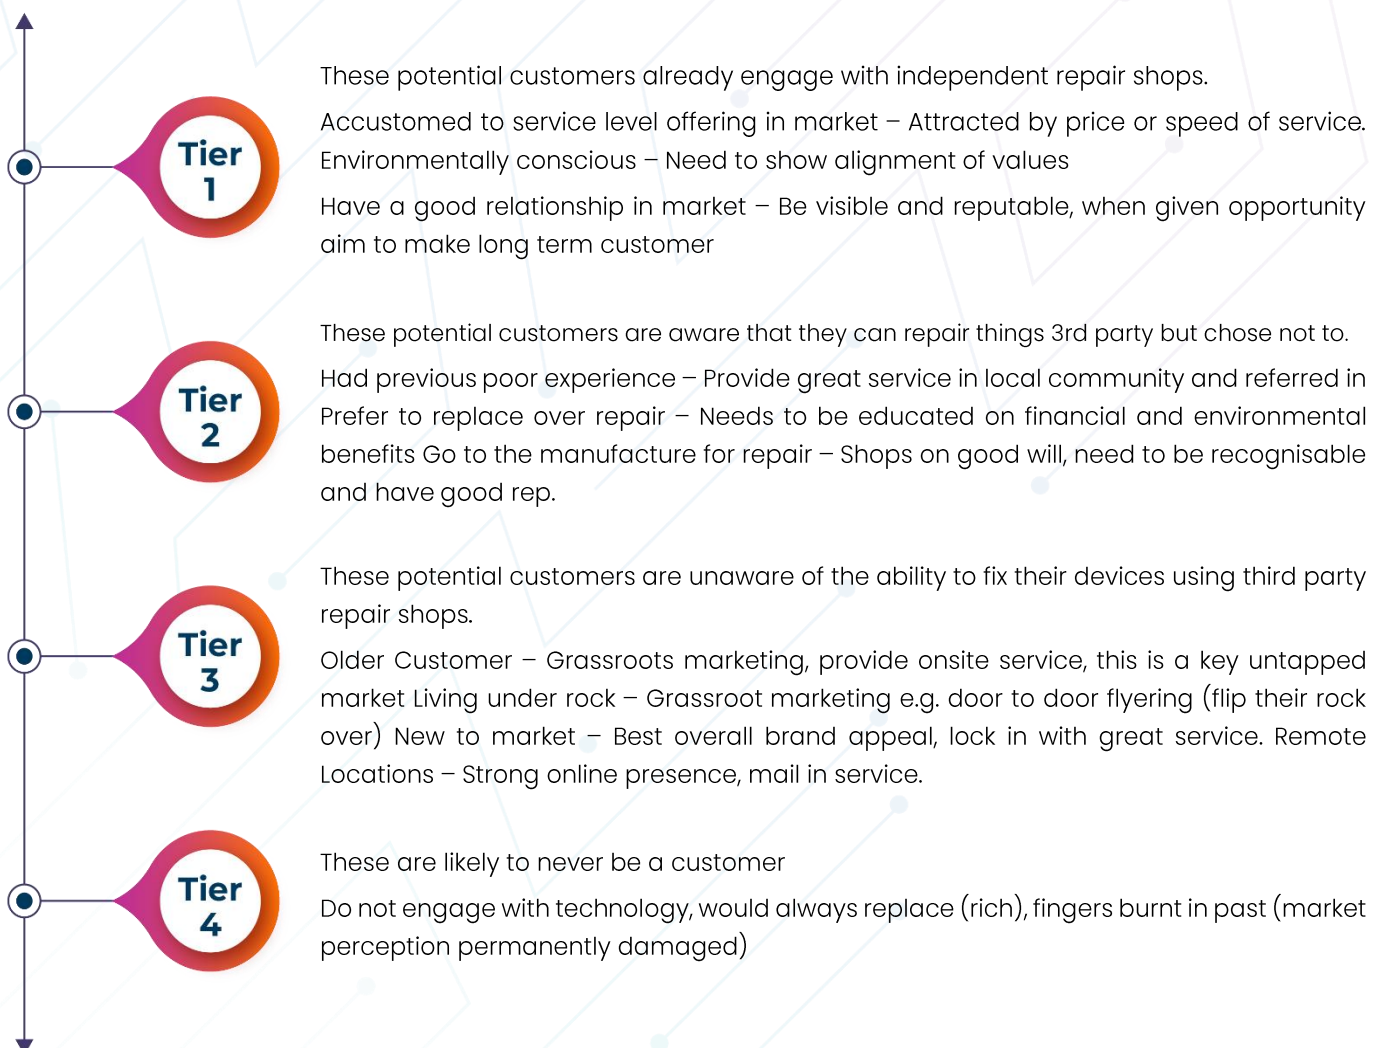 These potential customers already engage with independent repair shops.
Accustomed to service level offering in market – Attracted by price or speed of service.
Environmentally conscious – Need to show alignment of values
Have a good relationship in market – Be visible and reputable, when given opportunity
aim to make long term customer
Tier
1
These potential customers are aware that they can repair things 3rd party but chose not to.
Had previous poor experience – Provide great service in local community and referred in
Prefer to replace over repair – Needs to be educated on financial and environmental
benefits Go to the manufacture for repair – Shops on good will, need to be recognisable
and have good rep.
Tier
2
These potential customers are unaware of the ability to fix their devices using third party
repair shops.
Older Customer – Grassroots marketing, provide onsite service, this is a key untapped
market Living under rock – Grassroot marketing e.g. door to door flyering (flip their rock
over) New to market – Best overall brand appeal, lock in with great service. Remote
Locations – Strong online presence, mail in service.
Tier
3
These are likely to never be a customer
Do not engage with technology, would always replace (rich), fingers burnt in past (market
perception permanently damaged)
Tier
4